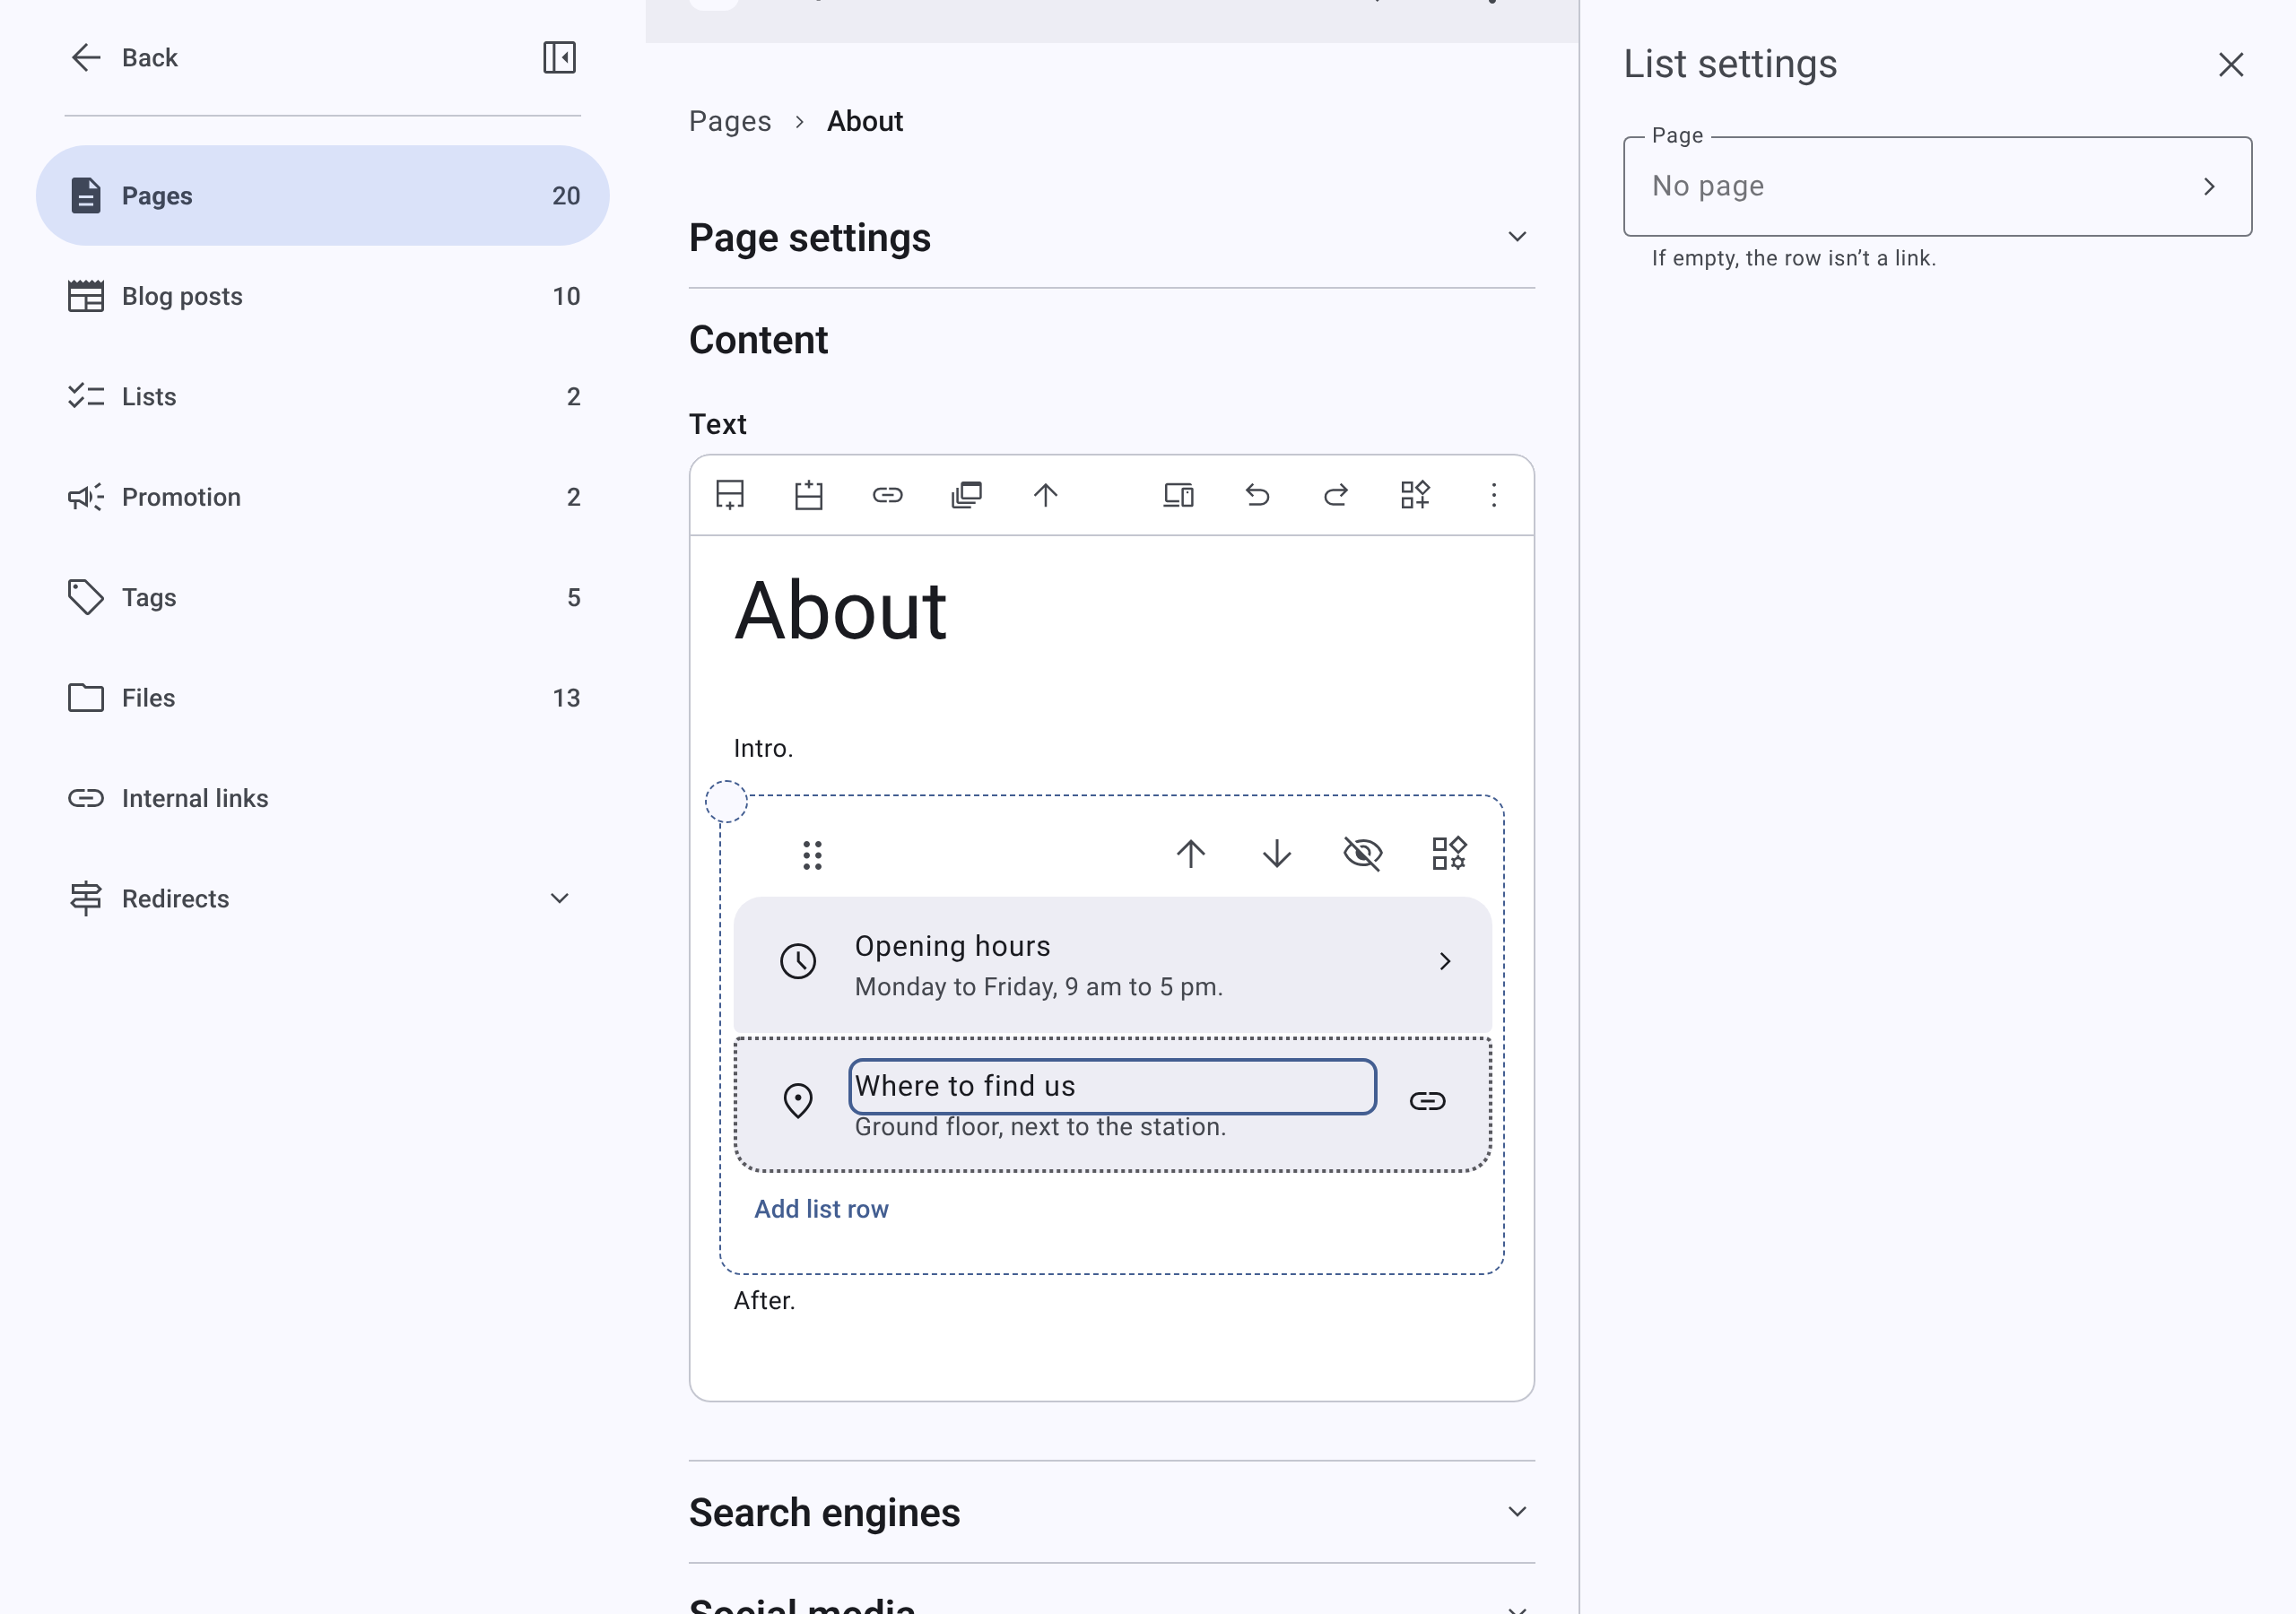 Back
Pages 20
Blog posts 10
Lists 2
Promotion 2
Tags 5
Files 13
Internal links
Redirects
Pages › About
Page settings
Content
Text
About
Intro.
Opening hours
Monday to Friday, 9 am to 5 pm.
Where to find us
Ground floor, next to the station.
Add list row
After.
Search engines
Social media
List settings
Page
No page
If empty, the row isn’t a link.